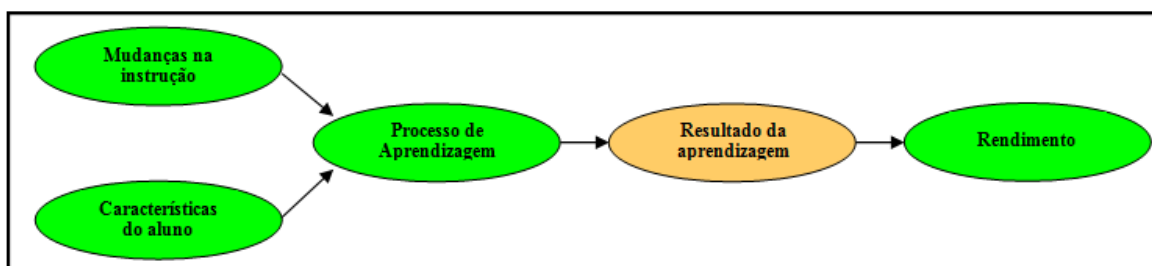 Mudanças na
instrução
Processo de
Aprendizagem
Resultado da
aprendizagem
Rendimento
Características
do aluno